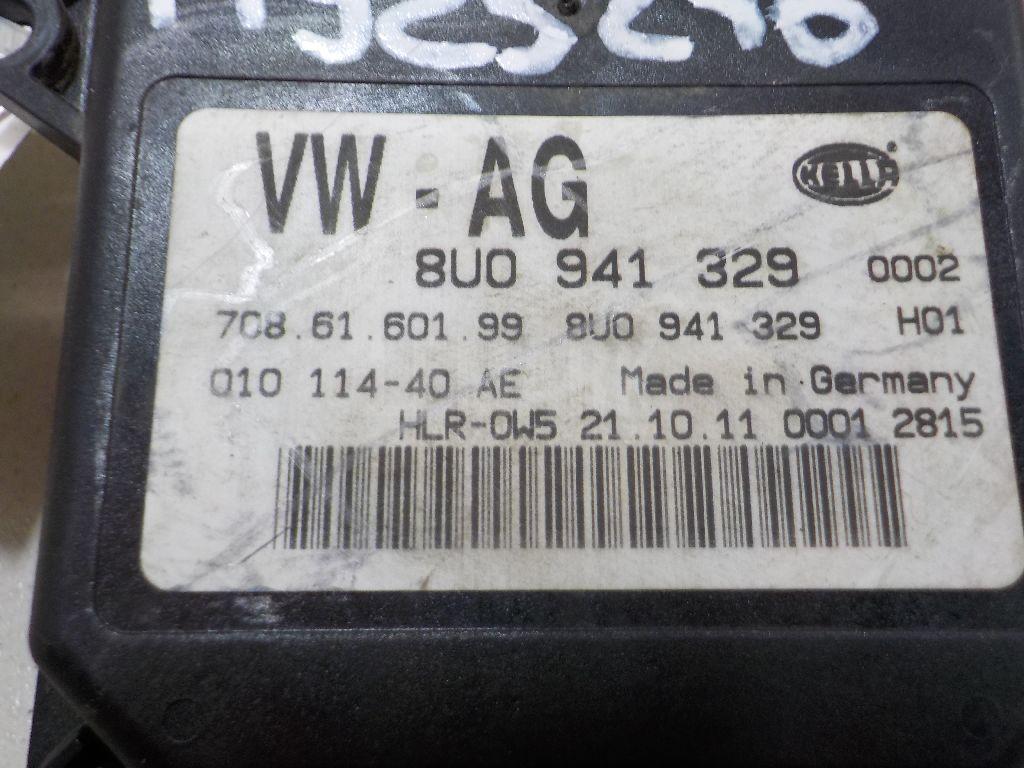 VW - AG
HELLA
8U0 941 329 0002
708.61.601.99 8U0 941 329 H01
010 114-40 AE Made in Germany
HLR-0W5 21.10.11 0001 2815